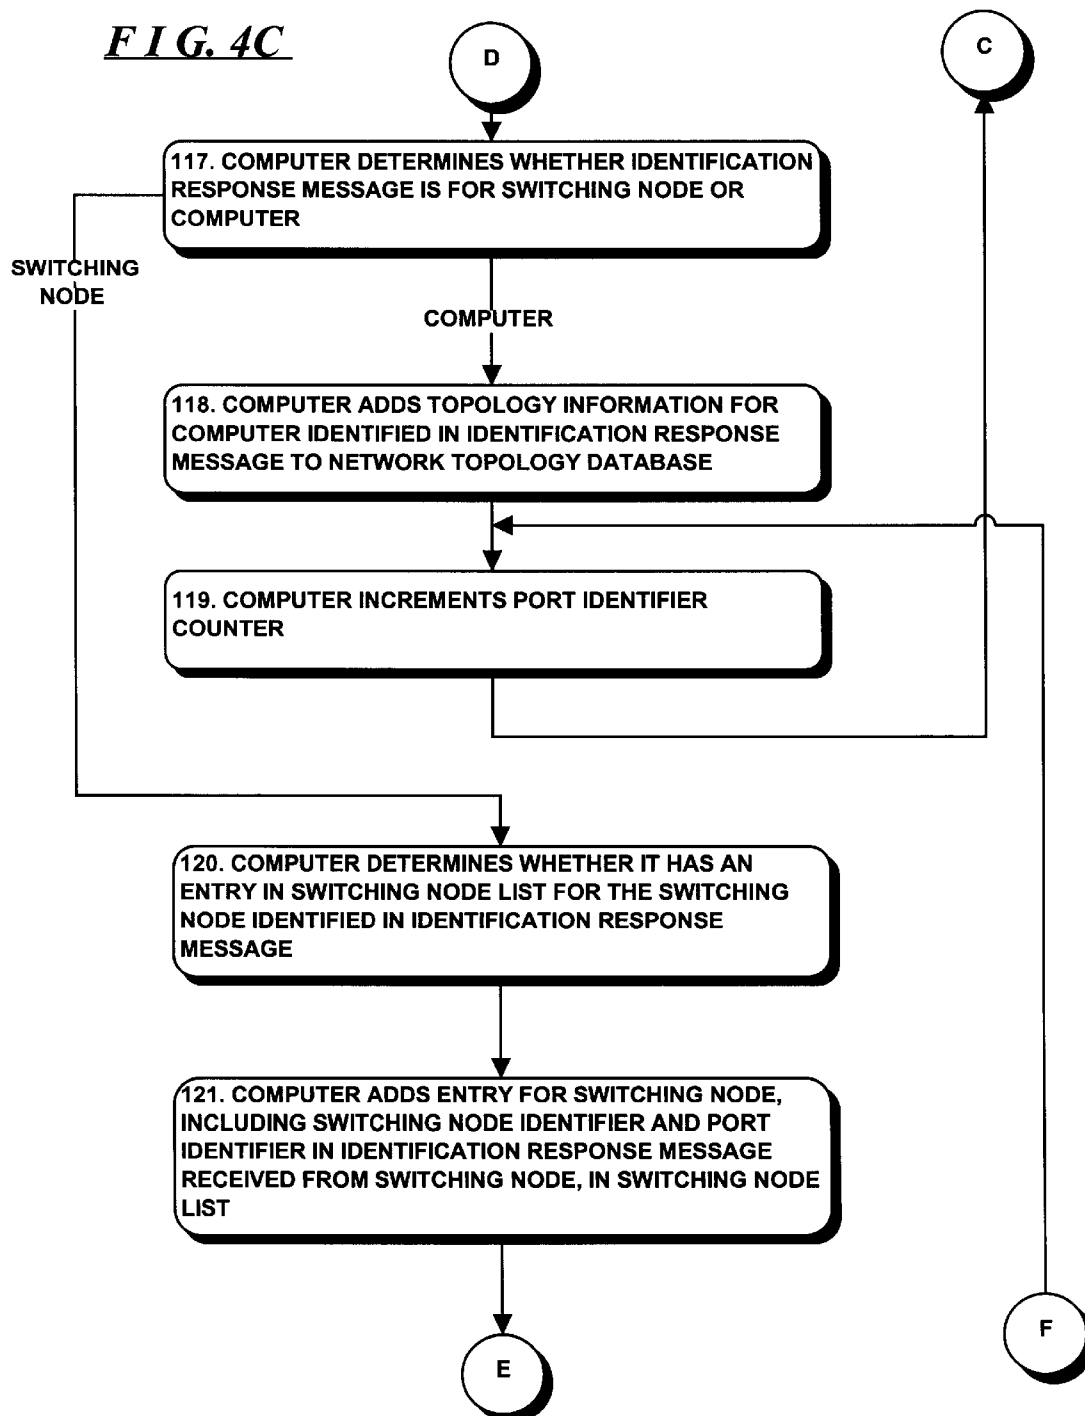 F I G. 4C
D
C
117. COMPUTER DETERMINES WHETHER IDENTIFICATION
RESPONSE MESSAGE IS FOR SWITCHING NODE OR
COMPUTER
SWITCHING
NODE
COMPUTER
118. COMPUTER ADDS TOPOLOGY INFORMATION FOR
COMPUTER IDENTIFIED IN IDENTIFICATION RESPONSE
MESSAGE TO NETWORK TOPOLOGY DATABASE
119. COMPUTER INCREMENTS PORT IDENTIFIER
COUNTER
120. COMPUTER DETERMINES WHETHER IT HAS AN
ENTRY IN SWITCHING NODE LIST FOR THE SWITCHING
NODE IDENTIFIED IN IDENTIFICATION RESPONSE
MESSAGE
121. COMPUTER ADDS ENTRY FOR SWITCHING NODE,
INCLUDING SWITCHING NODE IDENTIFIER AND PORT
IDENTIFIER IN IDENTIFICATION RESPONSE MESSAGE
RECEIVED FROM SWITCHING NODE, IN SWITCHING NODE
LIST
F
E